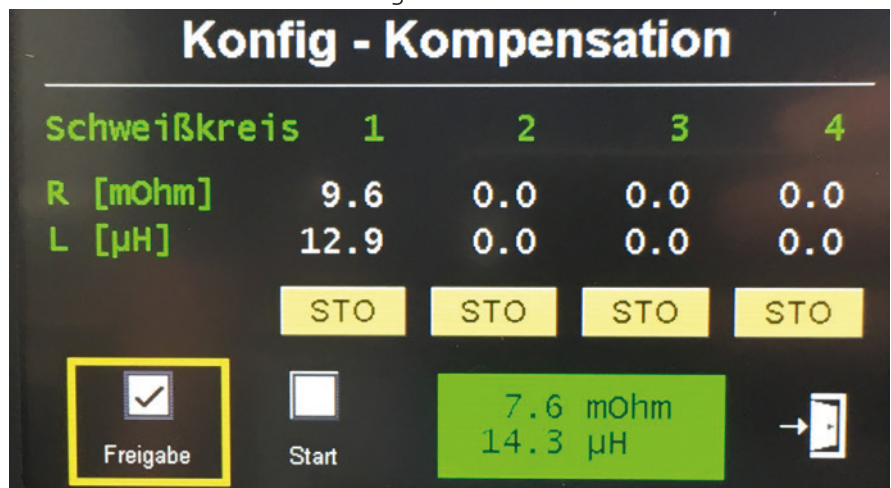 Konfig - Kompensation
Schweißkreis 1 2 3 4
R [mOhm] 9.6 0.0 0.0 0.0
L [µH] 12.9 0.0 0.0 0.0
STO STO STO STO
7.6 mOhm
14.3 µH
Freigabe Start